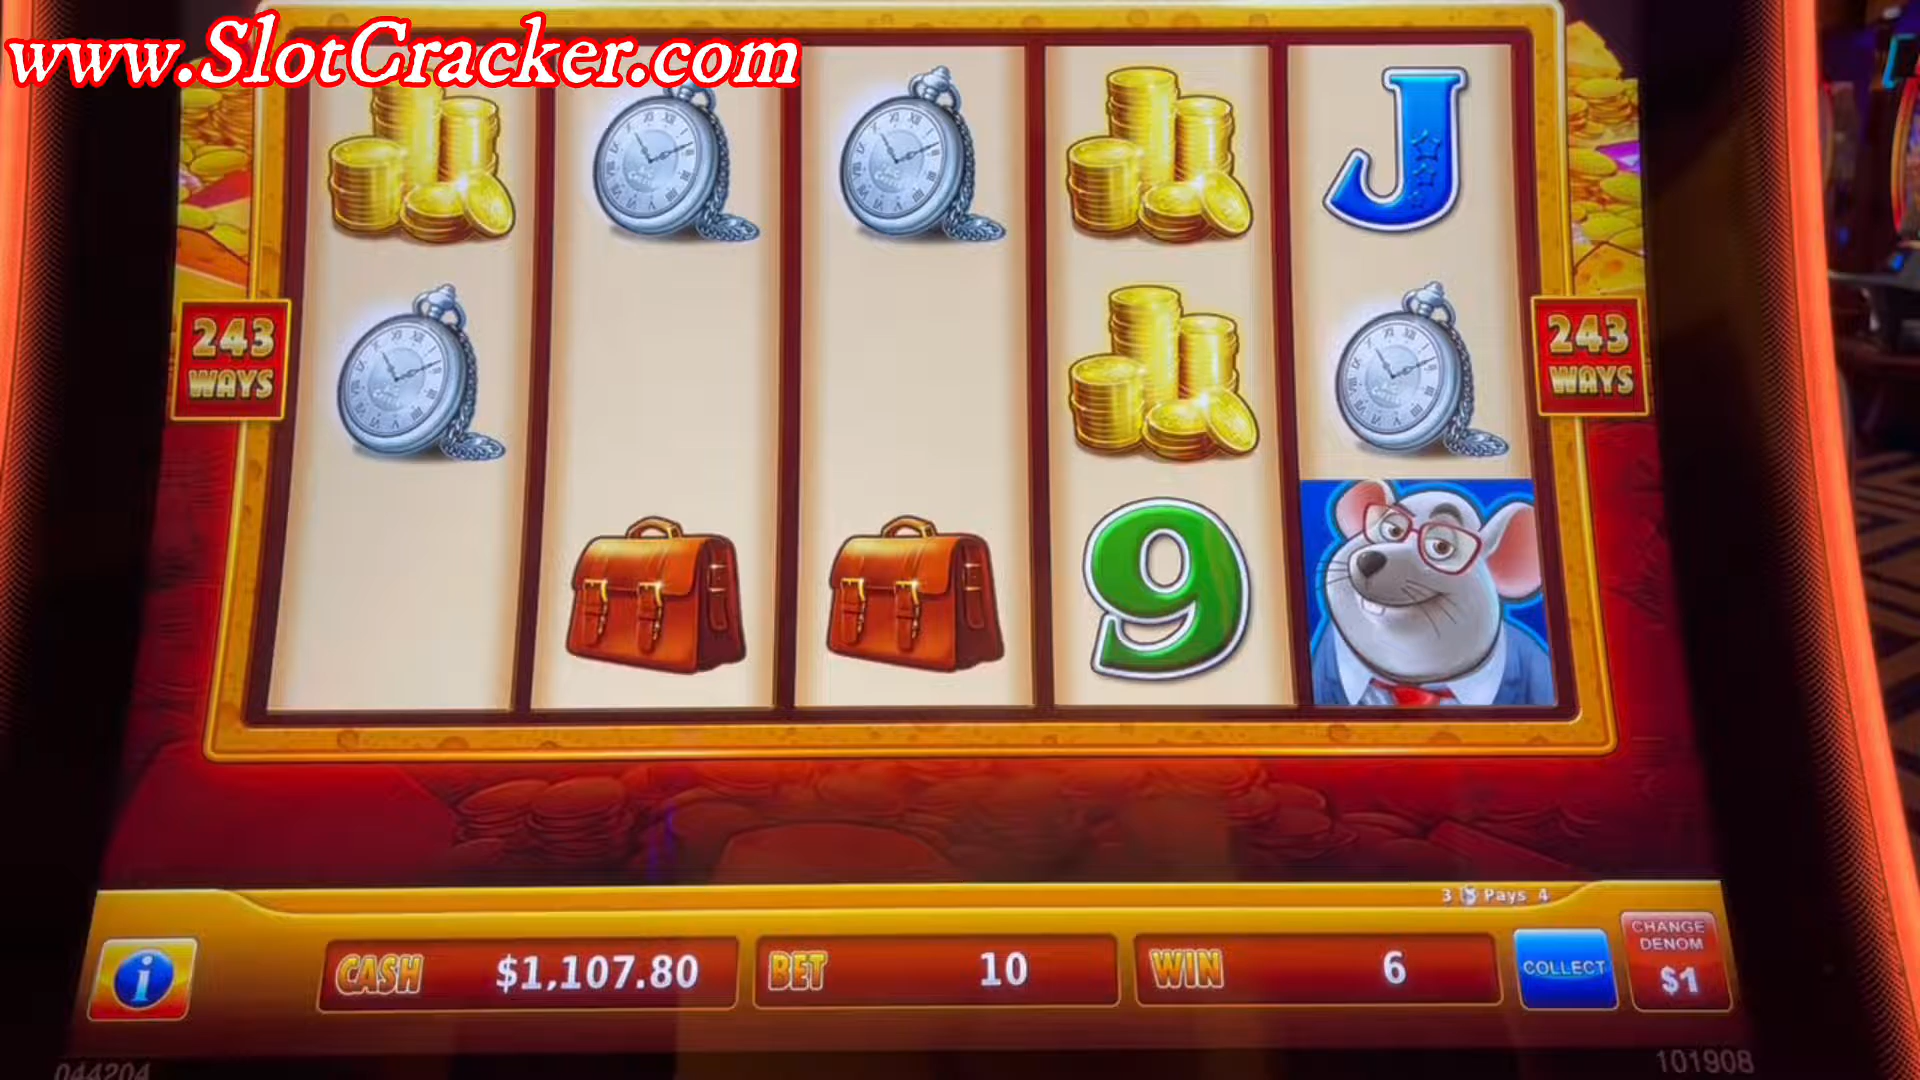 www.SlotCracker.com
J
243
WAYS
243
WAYS
9
3 Pays 4
CASH $1,107.80
BET 10
WIN 6
COLLECT
CHANGE
DENOM
$1
i
044204
101908